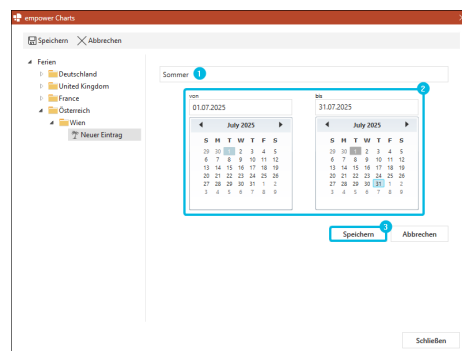 empower Charts
Speichern Abbrechen
Ferien
Deutschland
United Kingdom
France
Österreich
Wien
Neuer Eintrag
Sommer 1
2
von
01.07.2025
July 2025
S M T W T F S
29 30 1 2 3 4 5
6 7 8 9 10 11 12
13 14 15 16 17 18 19
20 21 22 23 24 25 26
27 28 29 30 31 1 2
3 4 5 6 7 8 9
bis
31.07.2025
July 2025
S M T W T F S
29 30 1 2 3 4 5
6 7 8 9 10 11 12
13 14 15 16 17 18 19
20 21 22 23 24 25 26
27 28 29 30 31 1 2
3 4 5 6 7 8 9
3
Speichern Abbrechen
Schließen